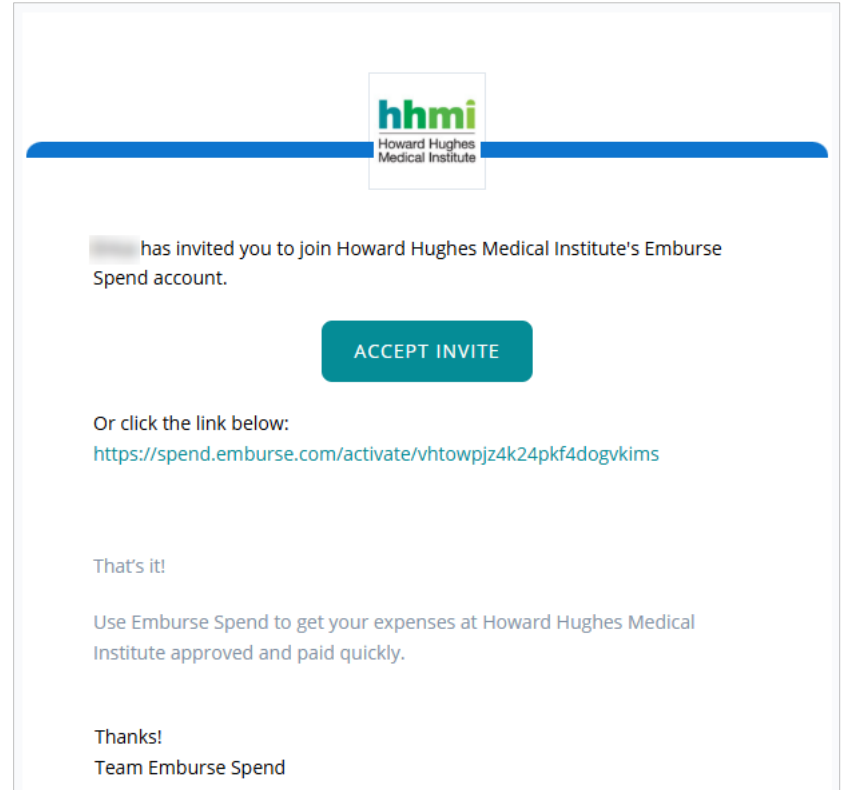 hhmi
Howard Hughes
Medical Institute
has invited you to join Howard Hughes Medical Institute's Emburse
Spend account.
ACCEPT INVITE
Or click the link below:
https://spend.emburse.com/activate/vhtowpjz4k24pkf4dogvkims
That's it!
Use Emburse Spend to get your expenses at Howard Hughes Medical
Institute approved and paid quickly.
Thanks!
Team Emburse Spend